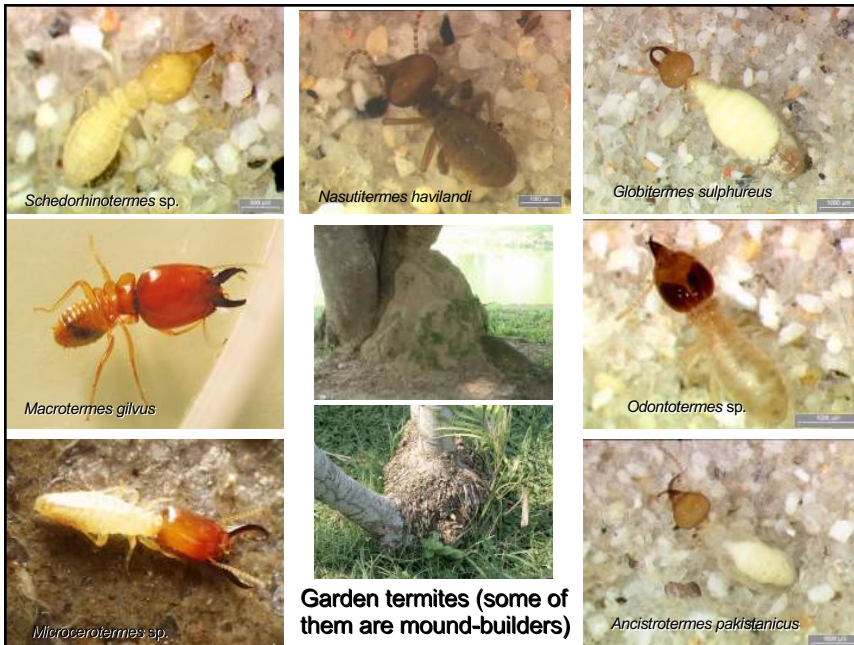 Schedorhinotermes sp.
Nasutitermes havilandi
Globitermes sulphureus
Macrotermes gilvus
Odontotermes sp.
Microcerotermes sp.
Garden termites (some of
them are mound-builders)
Ancistrotermes pakistanicus